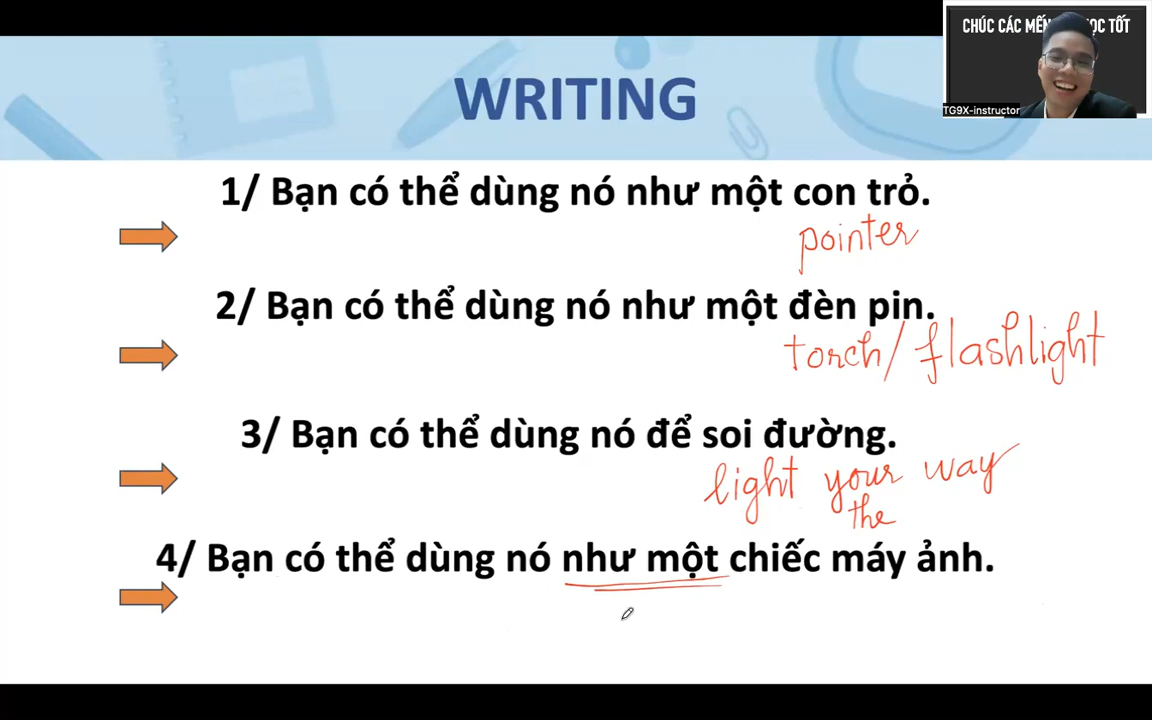 CHÚC CÁC MẾN ỌC TỐT
TG9X-instructor
WRITING
1/ Bạn có thể dùng nó như một con trỏ.
pointer
2/ Bạn có thể dùng nó như một đèn pin.
torch/flashlight
3/ Bạn có thể dùng nó để soi đường.
light your way
the
4/ Bạn có thể dùng nó như một chiếc máy ảnh.